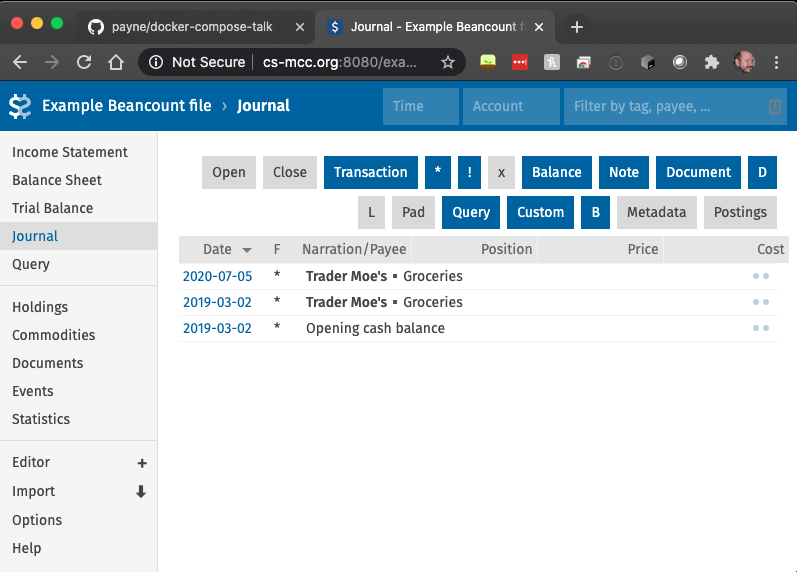 payne/docker-compose-talk
Journal - Example Beancount f
Not Secure cs-mcc.org:8080/exa...
Example Beancount file › Journal
Time
Account
Filter by tag, payee, ...
Income Statement
Balance Sheet
Trial Balance
Journal
Query
Holdings
Commodities
Documents
Events
Statistics
Editor +
Import
Options
Help
Open Close Transaction * ! x Balance Note Document D
L Pad Query Custom B Metadata Postings
Date F Narration/Payee Position Price Cost
2020-07-05 * Trader Moe's ▪ Groceries
2019-03-02 * Trader Moe's ▪ Groceries
2019-03-02 * Opening cash balance